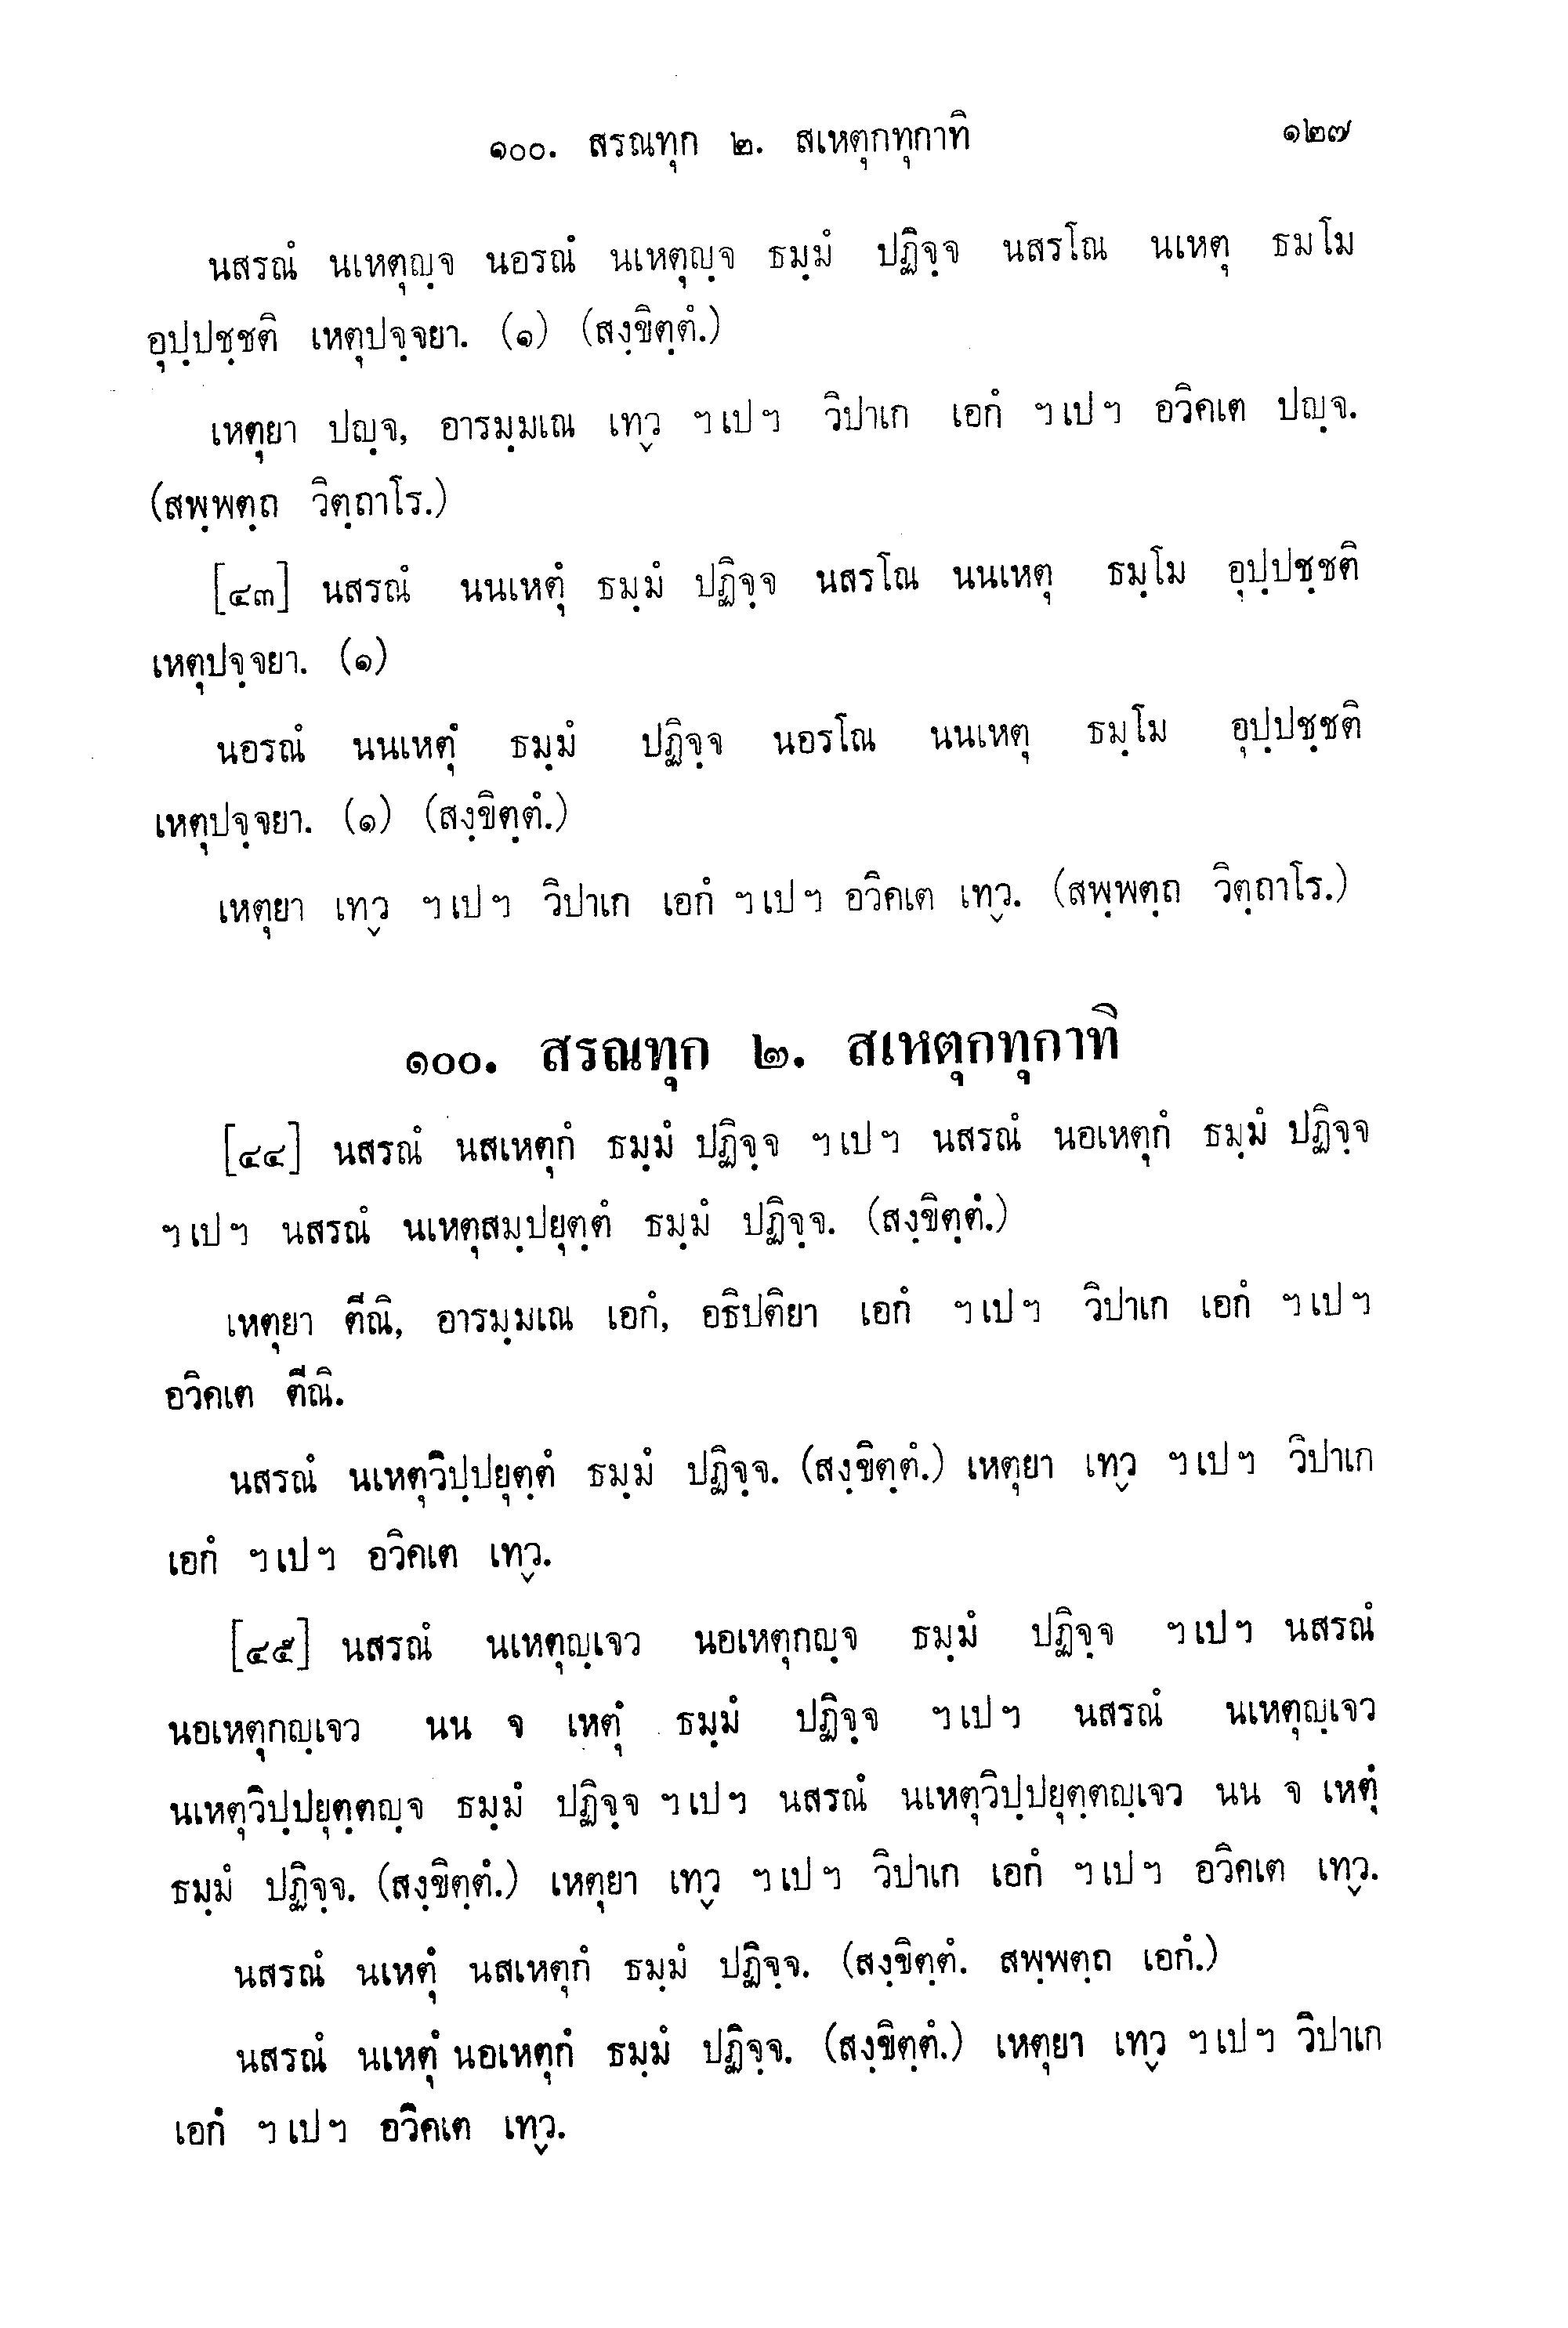 ๑๐๐. สรณทุก ๒. สเหตุกทุกาทิ ๑๒๗
นสรณํ นเหตุญฺจ นอรณํ นเหตุญฺจ ธมฺมํ ปฏิจฺจ นสรโณ นเหตุ ธมโม
อุปฺปชฺชติ เหตุปจฺจยา. (๑) (สงฺขิตฺตํ.)
เหตุยา ปญฺจ, อารมฺมเณ เทฺว ฯเปฯ วิปาเก เอกํ ฯเปฯ อวิคเต ปญฺจ.
(สพฺพตฺถ วิตฺถาโร.)
[๔๓] นสรณํ นนเหตุํ ธมฺมํ ปฏิจฺจ นสรโณ นนเหตุ ธมฺโม อุปฺปชฺชติ
เหตุปจฺจยา. (๑)
นอรณํ นนเหตุํ ธมฺมํ ปฏิจฺจ นอรโณ นนเหตุ ธมฺโม อุปฺปชฺชติ
เหตุปจฺจยา. (๑) (สงฺขิตฺตํ.)
เหตุยา เทฺว ฯเปฯ วิปาเก เอกํ ฯเปฯ อวิคเต เทฺว. (สพฺพตฺถ วิตฺถาโร.)
๑๐๐. สรณทุก ๒. สเหตุกทุกาทิ
[๔๔] นสรณํ นสเหตุกํ ธมฺมํ ปฏิจฺจ ฯเปฯ นสรณํ นอเหตุกํ ธมฺมํ ปฏิจฺจ
ฯเปฯ นสรณํ นเหตุสมฺปยุตฺตํ ธมฺมํ ปฏิจฺจ. (สงฺขิตฺตํ.)
เหตุยา ตีณิ, อารมฺมเณ เอกํ, อธิปติยา เอกํ ฯเปฯ วิปาเก เอกํ ฯเปฯ
อวิคเต ตีณิ.
นสรณํ นเหตุวิปฺปยุตฺตํ ธมฺมํ ปฏิจฺจ. (สงฺขิตฺตํ.) เหตุยา เทฺว ฯเปฯ วิปาเก
เอกํ ฯเปฯ อวิคเต เทฺว.
[๔๕] นสรณํ นเหตุญฺเจว นอเหตุกญฺจ ธมฺมํ ปฏิจฺจ ฯเปฯ นสรณํ
นอเหตุกญฺเจว นน จ เหตุํ ธมฺมํ ปฏิจฺจ ฯเปฯ นสรณํ นเหตุญฺเจว
นเหตุวิปฺปยุตฺตญฺจ ธมฺมํ ปฏิจฺจ ฯเปฯ นสรณํ นเหตุวิปฺปยุตฺตญฺเจว นน จ เหตุํ
ธมฺมํ ปฏิจฺจ. (สงฺขิตฺตํ.) เหตุยา เทฺว ฯเปฯ วิปาเก เอกํ ฯเปฯ อวิคเต เทฺว.
นสรณํ นเหตุํ นสเหตุกํ ธมฺมํ ปฏิจฺจ. (สงฺขิตฺตํ. สพฺพตฺถ เอกํ.)
นสรณํ นเหตุํ นอเหตุกํ ธมฺมํ ปฏิจฺจ. (สงฺขิตฺตํ.) เหตุยา เทฺว ฯเปฯ วิปาเก
เอกํ ฯเปฯ อวิคเต เทฺว.